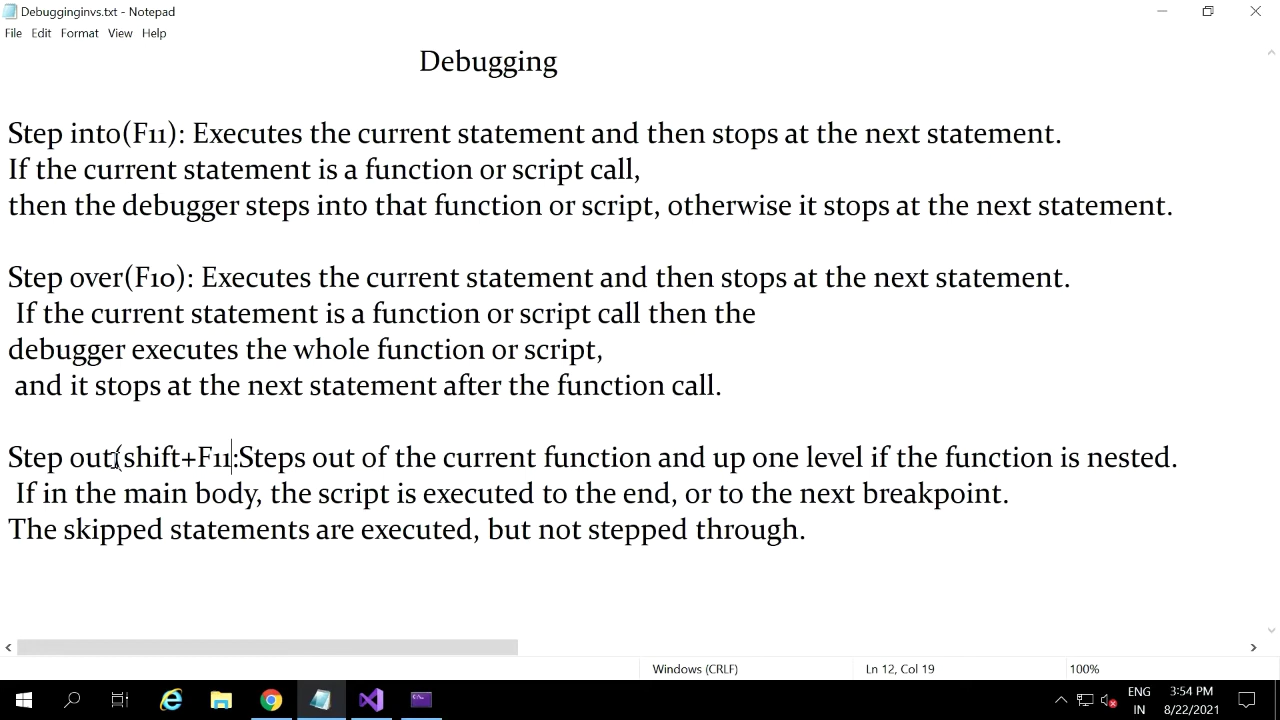 Debugginginvs.txt - Notepad
File Edit Format View Help
Debugging
Step into(F11): Executes the current statement and then stops at the next statement.
If the current statement is a function or script call,
then the debugger steps into that function or script, otherwise it stops at the next statement.
Step over(F10): Executes the current statement and then stops at the next statement.
If the current statement is a function or script call then the
debugger executes the whole function or script,
and it stops at the next statement after the function call.
Step out(shift+F11:Steps out of the current function and up one level if the function is nested.
If in the main body, the script is executed to the end, or to the next breakpoint.
The skipped statements are executed, but not stepped through.
Windows (CRLF) Ln 12, Col 19 100%
ENG 3:54 PM
IN 8/22/2021